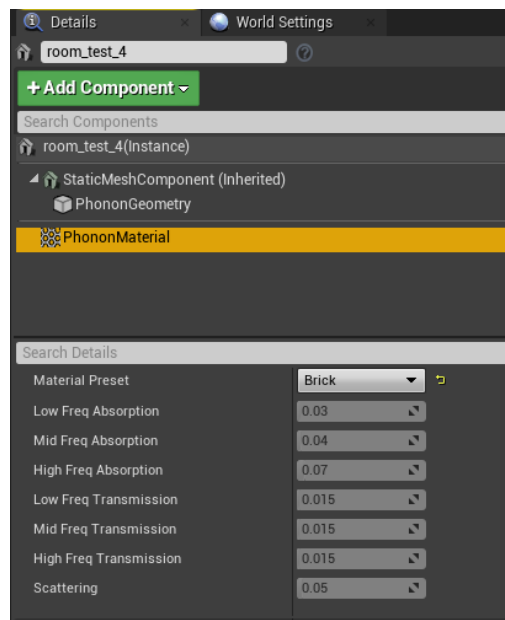 Details
World Settings
room_test_4
+ Add Component
Search Components
room_test_4(Instance)
StaticMeshComponent (Inherited)
PhononGeometry
PhononMaterial
Search Details
Material Preset Brick
Low Freq Absorption 0.03
Mid Freq Absorption 0.04
High Freq Absorption 0.07
Low Freq Transmission 0.015
Mid Freq Transmission 0.015
High Freq Transmission 0.015
Scattering 0.05